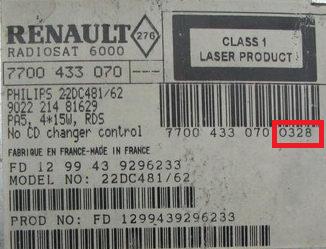 RENAULT 276
RADIOSAT 6000
CLASS 1
LASER PRODUCT
7700 433 070
PHILIPS 22DC481/62
9022 214 81629
PA5, 4*15W, RDS
No CD changer control 7700 433 070 0328
FABRIQUE EN FRANCE-MADE IN FRANCE
FD 12 99 43 9296233
MODEL NO: 22DC481/62
PROD NO: FD 1299439296233